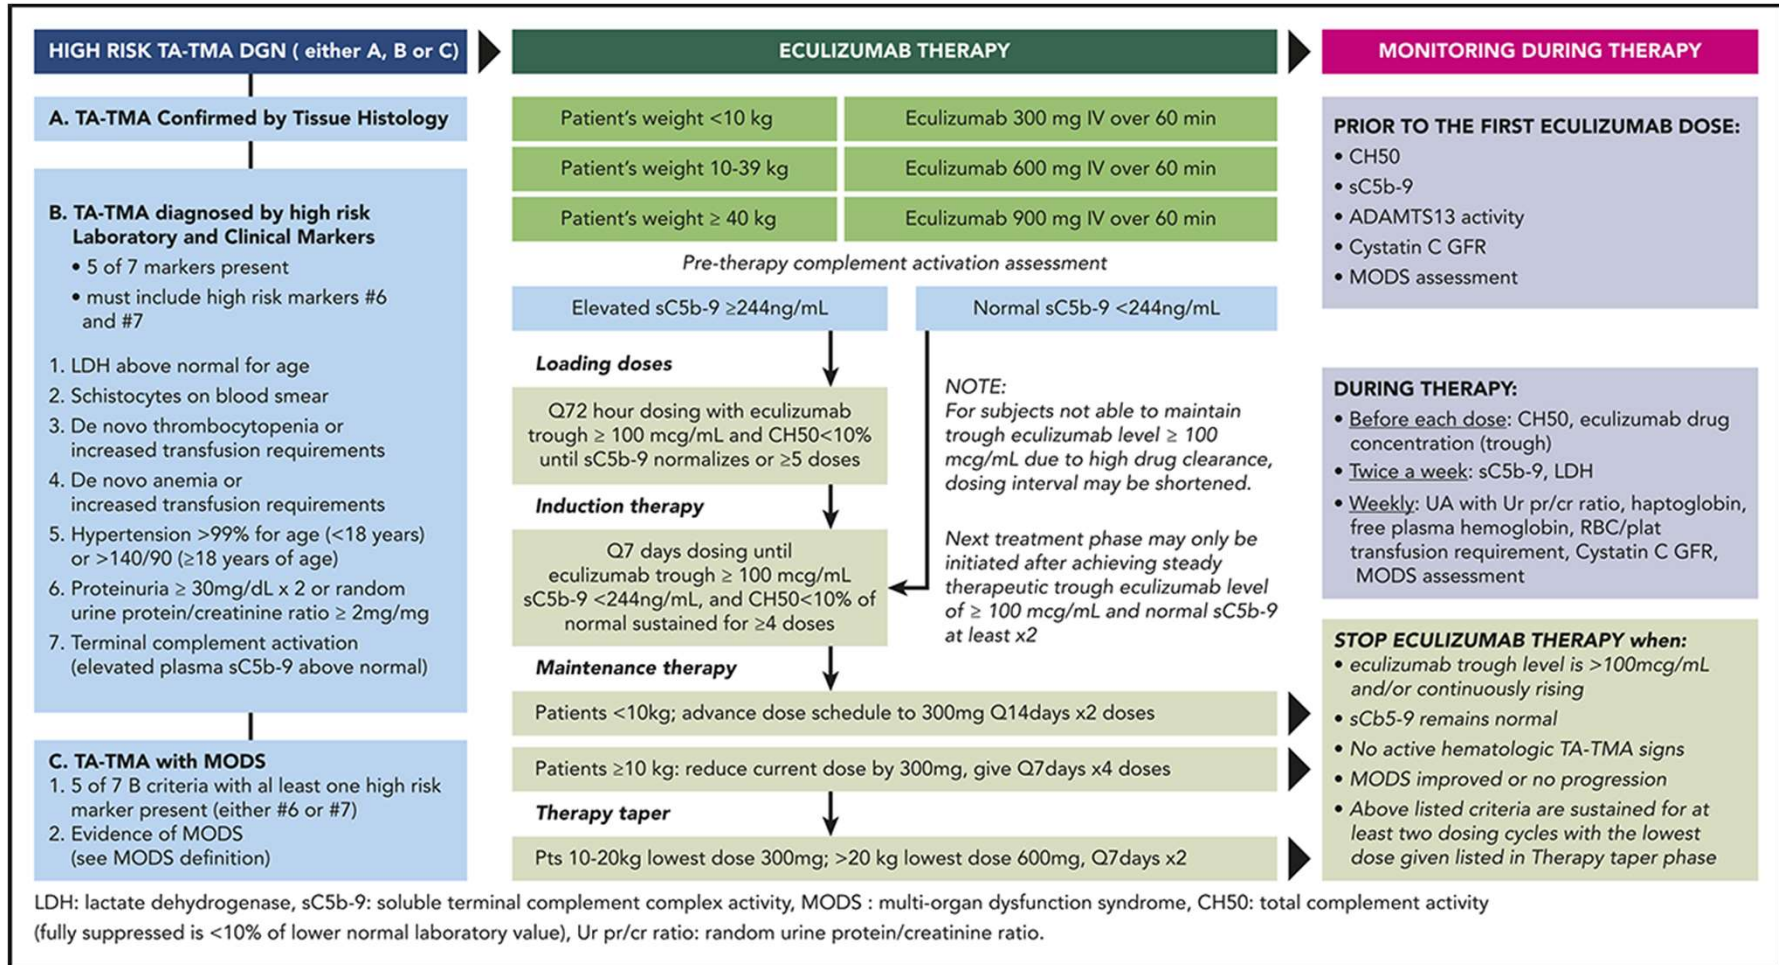 HIGH RISK TA-TMA DGN ( either A, B or C)
A. TA-TMA Confirmed by Tissue Histology
B. TA-TMA diagnosed by high risk
Laboratory and Clinical Markers
• 5 of 7 markers present
• must include high risk markers #6
and #7
1. LDH above normal for age
2. Schistocytes on blood smear
3. De novo thrombocytopenia or
increased transfusion requirements
4. De novo anemia or
increased transfusion requirements
5. Hypertension >99% for age (<18 years)
or >140/90 (≥18 years of age)
6. Proteinuria ≥ 30mg/dL x 2 or random
urine protein/creatinine ratio ≥ 2mg/mg
7. Terminal complement activation
(elevated plasma sC5b-9 above normal)
C. TA-TMA with MODS
1. 5 of 7 B criteria with al least one high risk
marker present (either #6 or #7)
2. Evidence of MODS
(see MODS definition)
ECULIZUMAB THERAPY
Patient's weight <10 kg
Eculizumab 300 mg IV over 60 min
Patient's weight 10-39 kg
Eculizumab 600 mg IV over 60 min
Patient's weight ≥ 40 kg
Eculizumab 900 mg IV over 60 min
Pre-therapy complement activation assessment
Elevated sC5b-9 ≥244ng/mL
Normal sC5b-9 <244ng/mL
Loading doses
Q72 hour dosing with eculizumab
trough ≥ 100 mcg/mL and CH50<10%
until sC5b-9 normalizes or ≥5 doses
Induction therapy
Q7 days dosing until
eculizumab trough ≥ 100 mcg/mL
sC5b-9 <244ng/mL, and CH50<10% of
normal sustained for ≥4 doses
NOTE:
For subjects not able to maintain
trough eculizumab level ≥ 100
mcg/mL due to high drug clearance,
dosing interval may be shortened.
Next treatment phase may only be
initiated after achieving steady
therapeutic trough eculizumab level
of ≥ 100 mcg/mL and normal sC5b-9
at least x2
Maintenance therapy
Patients <10kg; advance dose schedule to 300mg Q14days x2 doses
Patients ≥10 kg: reduce current dose by 300mg, give Q7days x4 doses
Therapy taper
Pts 10-20kg lowest dose 300mg; >20 kg lowest dose 600mg, Q7days x2
MONITORING DURING THERAPY
PRIOR TO THE FIRST ECULIZUMAB DOSE:
• CH50
• sC5b-9
• ADAMTS13 activity
• Cystatin C GFR
• MODS assessment
DURING THERAPY:
• Before each dose: CH50, eculizumab drug
concentration (trough)
• Twice a week: sC5b-9, LDH
• Weekly: UA with Ur pr/cr ratio, haptoglobin,
free plasma hemoglobin, RBC/plat
transfusion requirement, Cystatin C GFR,
MODS assessment
STOP ECULIZUMAB THERAPY when:
• eculizumab trough level is >100mcg/mL
and/or continuously rising
• sCb5-9 remains normal
• No active hematologic TA-TMA signs
• MODS improved or no progression
• Above listed criteria are sustained for at
least two dosing cycles with the lowest
dose given listed in Therapy taper phase
LDH: lactate dehydrogenase, sC5b-9: soluble terminal complement complex activity, MODS : multi-organ dysfunction syndrome, CH50: total complement activity
(fully suppressed is <10% of lower normal laboratory value), Ur pr/cr ratio: random urine protein/creatinine ratio.